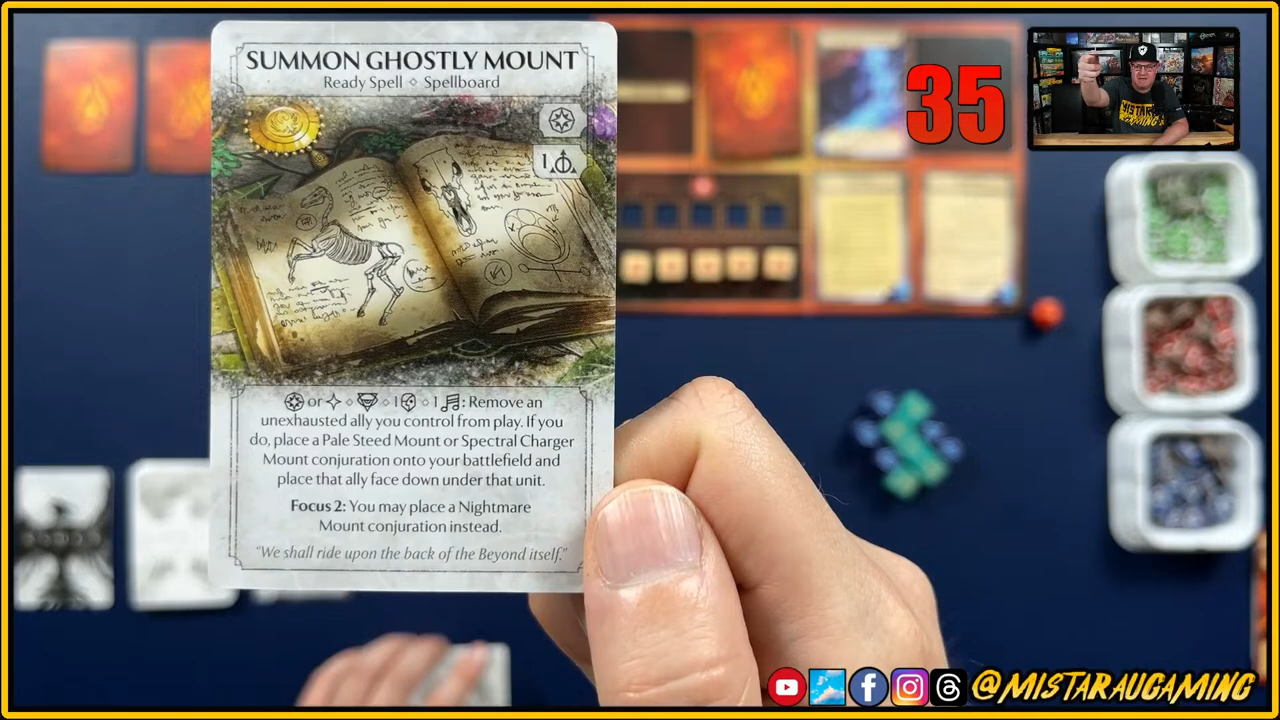 SUMMON GHOSTLY MOUNT
Ready Spell ◇ Spellboard
35
1
or ◇ ◇ 1 ◇ 1 : Remove an
unexhausted ally you control from play. If you
do, place a Pale Steed Mount or Spectral Charger
Mount conjuration onto your battlefield and
place that ally face down under that unit.
Focus 2: You may place a Nightmare
Mount conjuration instead.
"We shall ride upon the back of the Beyond itself."
@MISTARAUGAMING